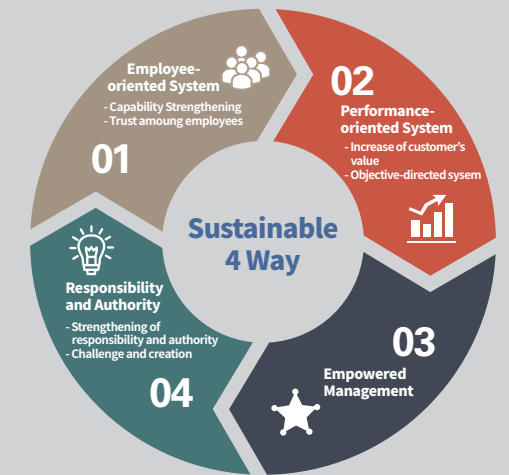 Employee-
oriented System
- Capability Strengthening
- Trust amoung employees
01
02
Performance-
oriented System
- Increase of customer's
value
- Objective-directed sysem
Sustainable
4 Way
03
Empowered
Management
Responsibility
and Authority
- Strengthening of
responsibility and authority
- Challenge and creation
04